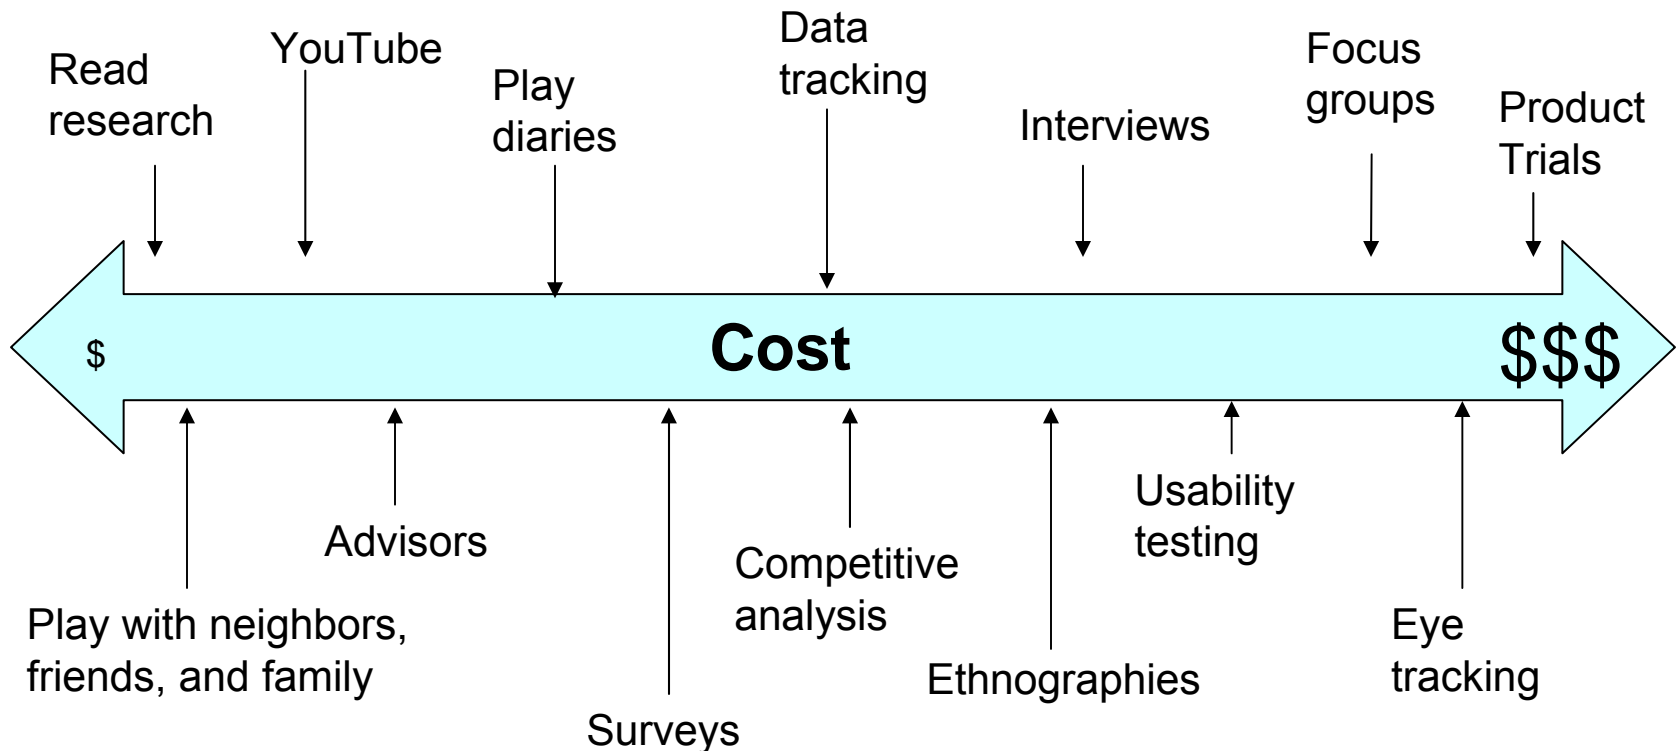 Read
research
YouTube
Play
diaries
Data
tracking
Interviews
Focus
groups
Product
Trials
$
Cost
$$$
Play with neighbors,
friends, and family
Advisors
Surveys
Competitive
analysis
Ethnographies
Usability
testing
Eye
tracking